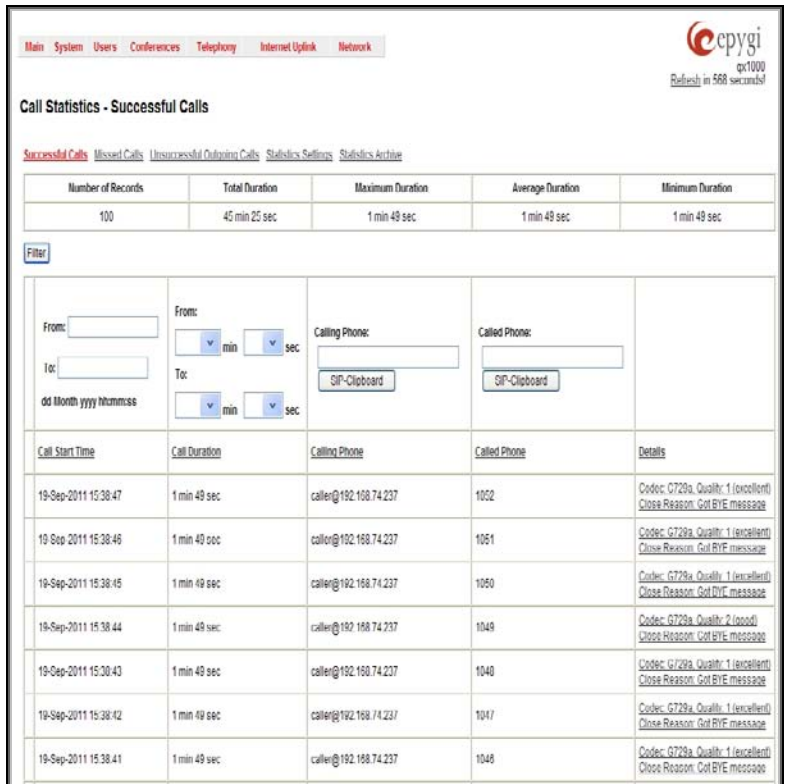 Main System Users Conferences Telephony Internet Uplink Network
epygi
qx1000
Refresh in 568 seconds!
Call Statistics - Successful Calls
Successful Calls Missed Calls Unsuccessful Outgoing Calls Statistics Settings Statistics Archive
Number of Records Total Duration Maximum Duration Average Duration Minimum Duration
100 45 min 25 sec 1 min 49 sec 1 min 49 sec 1 min 49 sec
Filter
From:
To:
dd Month yyyy hh:mm:ss
From:
min sec
To:
min sec
Calling Phone:
SIP-Clipboard
Called Phone:
SIP-Clipboard
Call Start Time Call Duration Calling Phone Called Phone Details
19-Sep-2011 15:38:47 1 min 49 sec caller@192.168.74.237 1052 Codec: G729a, Quality: 1 (excellent)
Close Reason: Got BYE message
19-Sep-2011 15:38:46 1 min 49 sec caller@192.168.74.237 1051 Codec: G729a, Quality: 1 (excellent)
Close Reason: Got BYE message
19-Sep-2011 15:38:45 1 min 49 sec caller@192.168.74.237 1050 Codec: G729a, Quality: 1 (excellent)
Close Reason: Got BYE message
19-Sep-2011 15:38:44 1 min 49 sec caller@192.168.74.237 1049 Codec: G729a, Quality: 2 (good)
Close Reason: Got BYE message
19-Sep-2011 15:38:43 1 min 49 sec caller@192.168.74.237 1048 Codec: G729a, Quality: 1 (excellent)
Close Reason: Got BYE message
19-Sep-2011 15:38:42 1 min 49 sec caller@192.168.74.237 1047 Codec: G729a, Quality: 1 (excellent)
Close Reason: Got BYE message
19-Sep-2011 15:38:41 1 min 49 sec caller@192.168.74.237 1046 Codec: G729a, Quality: 1 (excellent)
Close Reason: Got BYE message